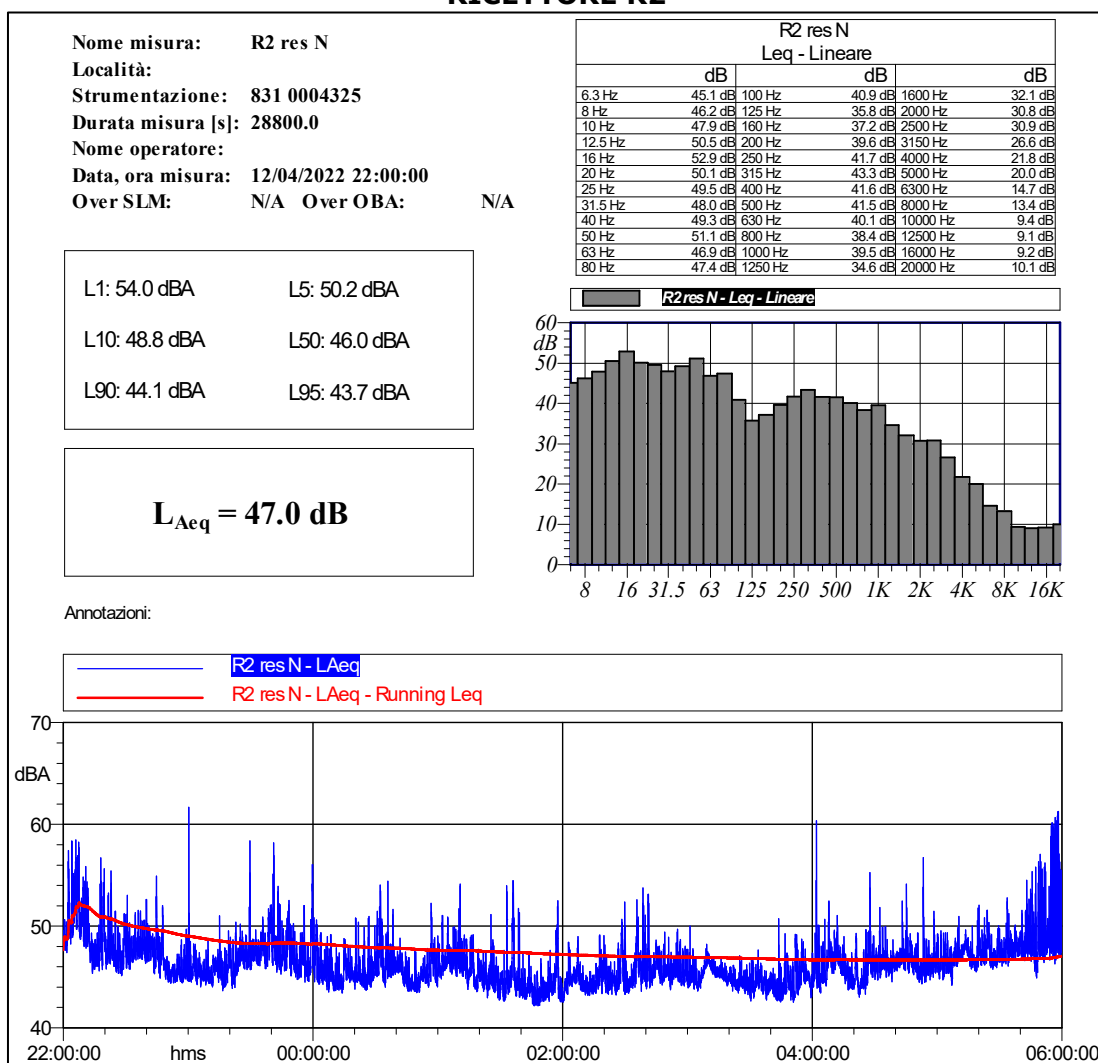 RICETTORE R2
Nome misura: R2 res N
Località:
Strumentazione: 831 0004325
Durata misura [s]: 28800.0
Nome operatore:
Data, ora misura: 12/04/2022 22:00:00
Over SLM: N/A Over OBA: N/A
R2 res N
Leq - Lineare
dB dB dB
6.3 Hz 45.1 dB 100 Hz 40.9 dB 1600 Hz 32.1 dB
8 Hz 46.2 dB 125 Hz 35.8 dB 2000 Hz 30.8 dB
10 Hz 47.9 dB 160 Hz 37.2 dB 2500 Hz 30.9 dB
12.5 Hz 50.5 dB 200 Hz 39.6 dB 3150 Hz 26.6 dB
16 Hz 52.9 dB 250 Hz 41.7 dB 4000 Hz 21.8 dB
20 Hz 50.1 dB 315 Hz 43.3 dB 5000 Hz 20.0 dB
25 Hz 49.5 dB 400 Hz 41.6 dB 6300 Hz 14.7 dB
31.5 Hz 48.0 dB 500 Hz 41.5 dB 8000 Hz 13.4 dB
40 Hz 49.3 dB 630 Hz 40.1 dB 10000 Hz 9.4 dB
50 Hz 51.1 dB 800 Hz 38.4 dB 12500 Hz 9.1 dB
63 Hz 46.9 dB 1000 Hz 39.5 dB 16000 Hz 9.2 dB
80 Hz 47.4 dB 1250 Hz 34.6 dB 20000 Hz 10.1 dB
L1: 54.0 dBA L5: 50.2 dBA
L10: 48.8 dBA L50: 46.0 dBA
L90: 44.1 dBA L95: 43.7 dBA
LAeq = 47.0 dB
R2 res N - Leq - Lineare
60
dB
50
40
30
20
10
0
8 16 31.5 63 125 250 500 1K 2K 4K 8K 16K
Annotazioni:
R2 res N - LAeq
R2 res N - LAeq - Running Leq
70
dBA
60
50
40
22:00:00 hms 00:00:00 02:00:00 04:00:00 06:00:00